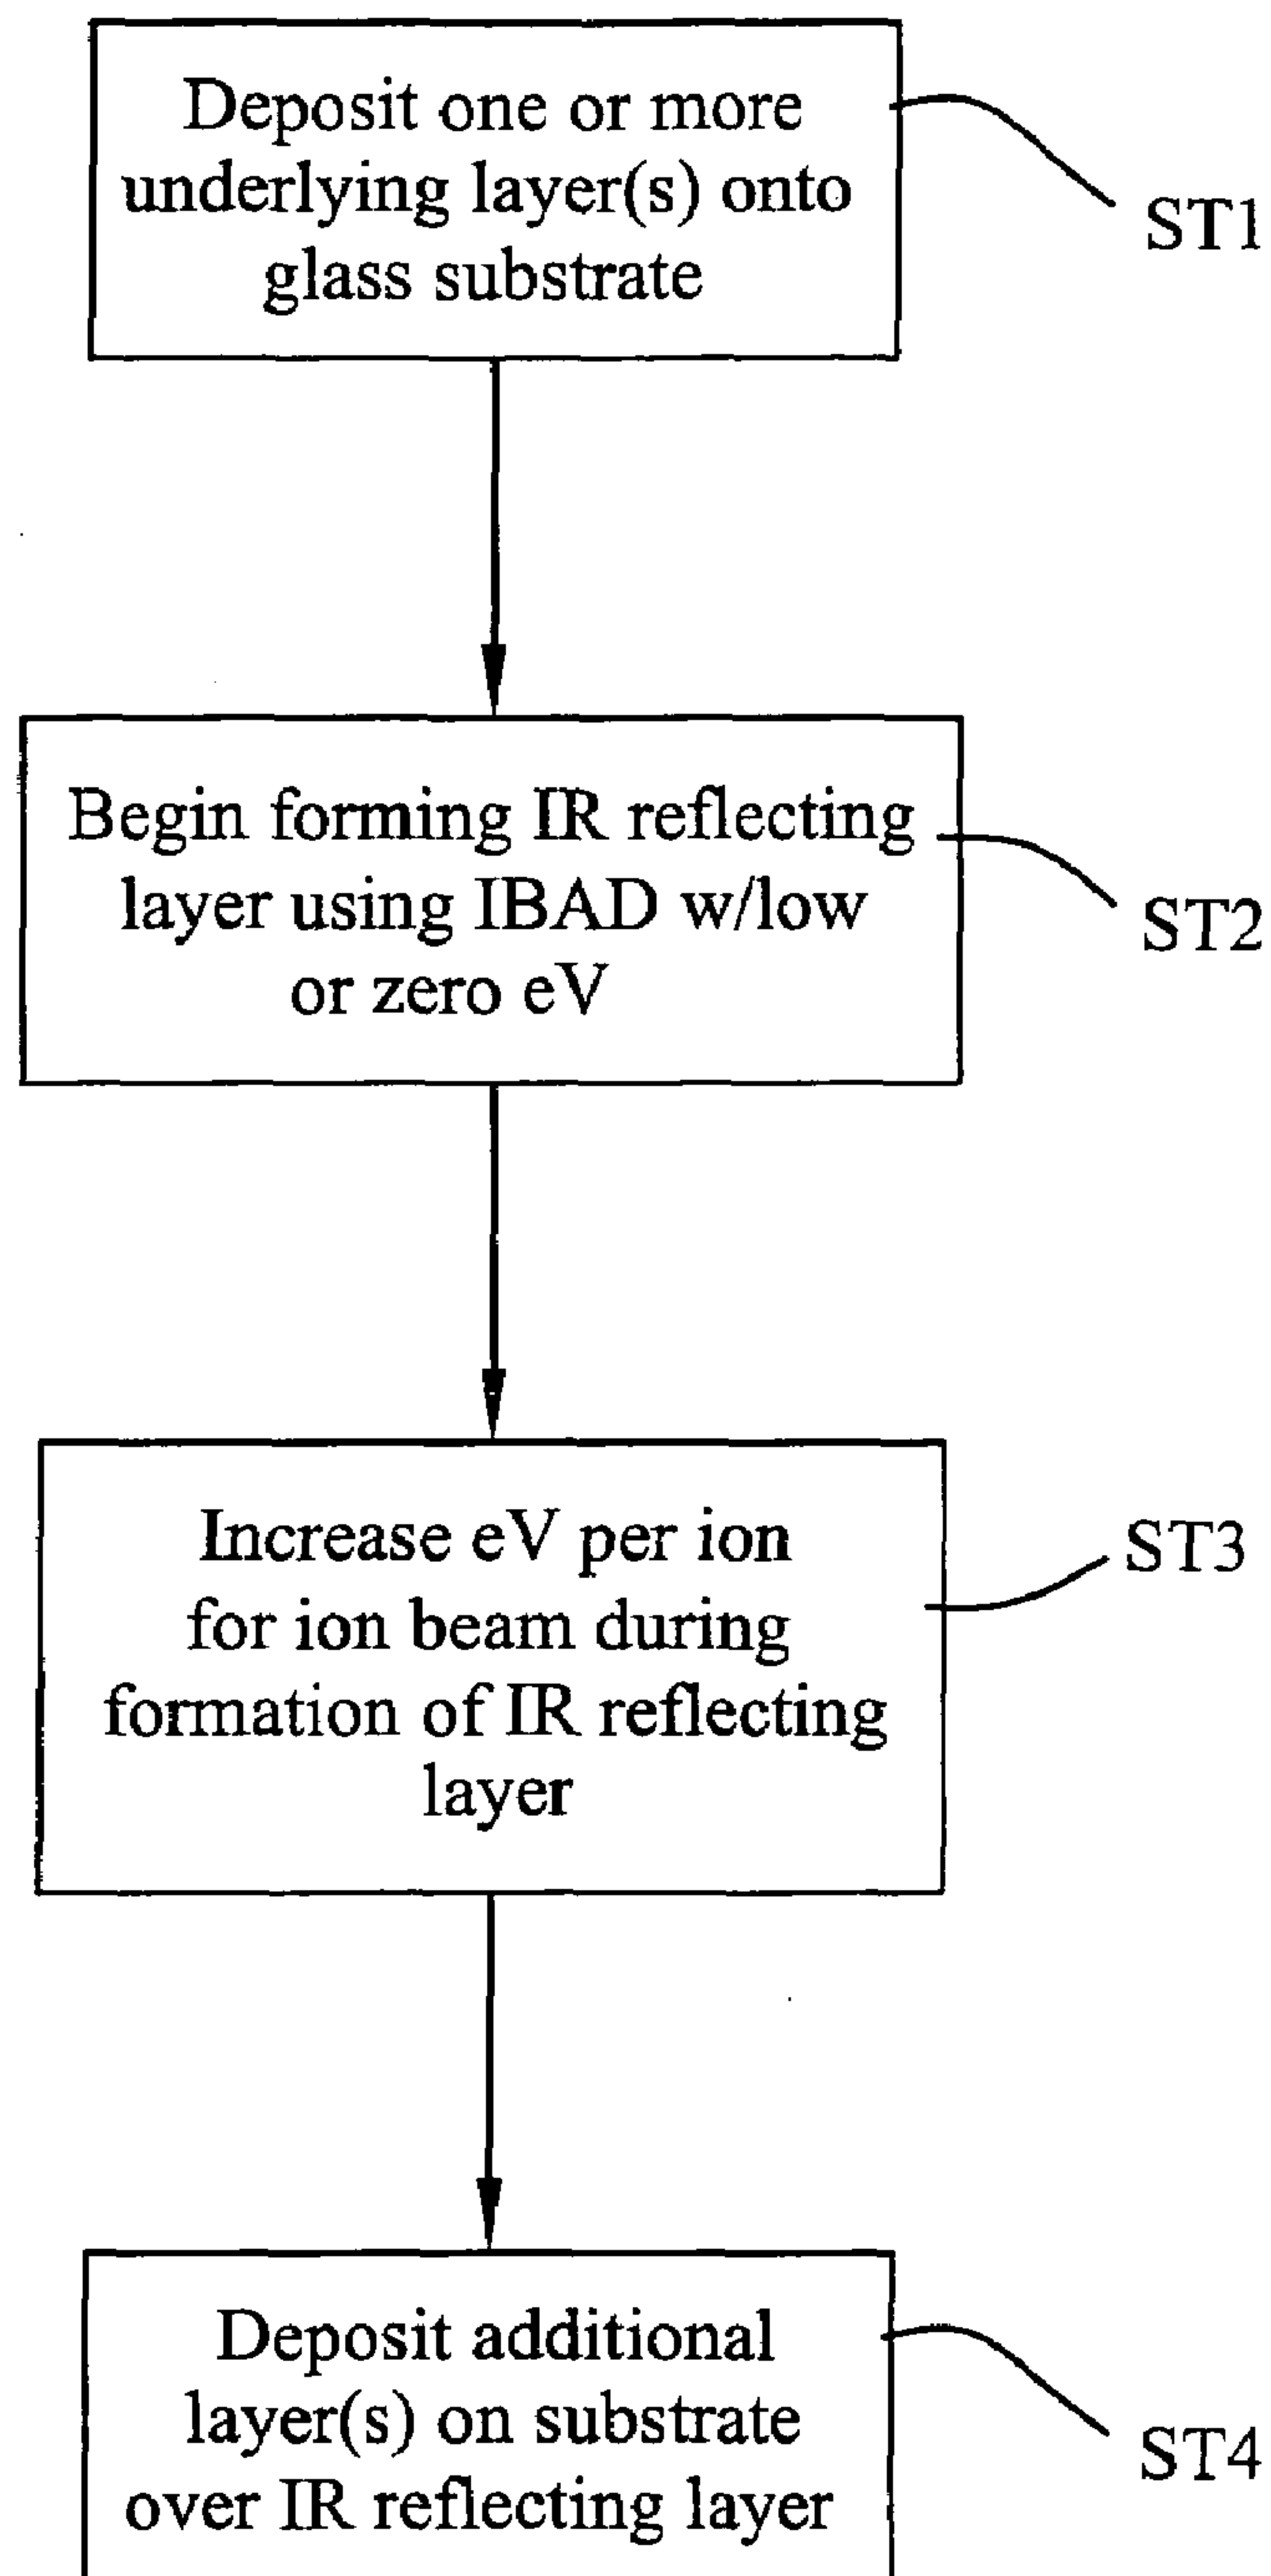 Deposit one or more
underlying layer(s) onto
glass substrate
ST1
Begin forming IR reflecting
layer using IBAD w/low
or zero eV
ST2
Increase eV per ion
for ion beam during
formation of IR reflecting
layer
ST3
Deposit additional
layer(s) on substrate
over IR reflecting layer
ST4